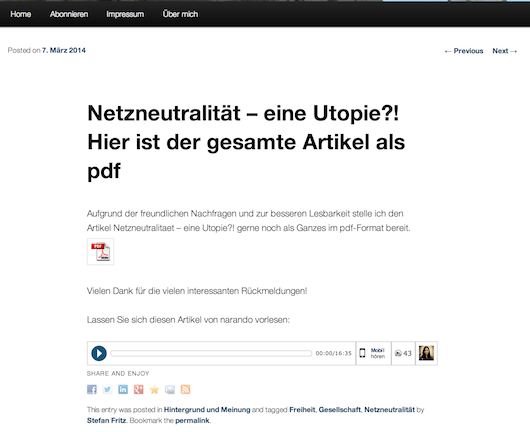 Home Abonnieren Impressum Über mich
Posted on 7. März 2014
← Previous Next →
Netzneutralität – eine Utopie?!
Hier ist der gesamte Artikel als
pdf
Aufgrund der freundlichen Nachfragen und zur besseren Lesbarkeit stelle ich den
Artikel Netzneutralitaet – eine Utopie?! gerne noch als Ganzes im pdf-Format bereit.
PDF
Vielen Dank für die vielen interessanten Rückmeldungen!
Lassen Sie sich diesen Artikel von narando vorlesen:
00:00/16:35 Mobil
hören
43
SHARE AND ENJOY
This entry was posted in Hintergrund und Meinung and tagged Freiheit, Gesellschaft, Netzneutralität by
Stefan Fritz. Bookmark the permalink.